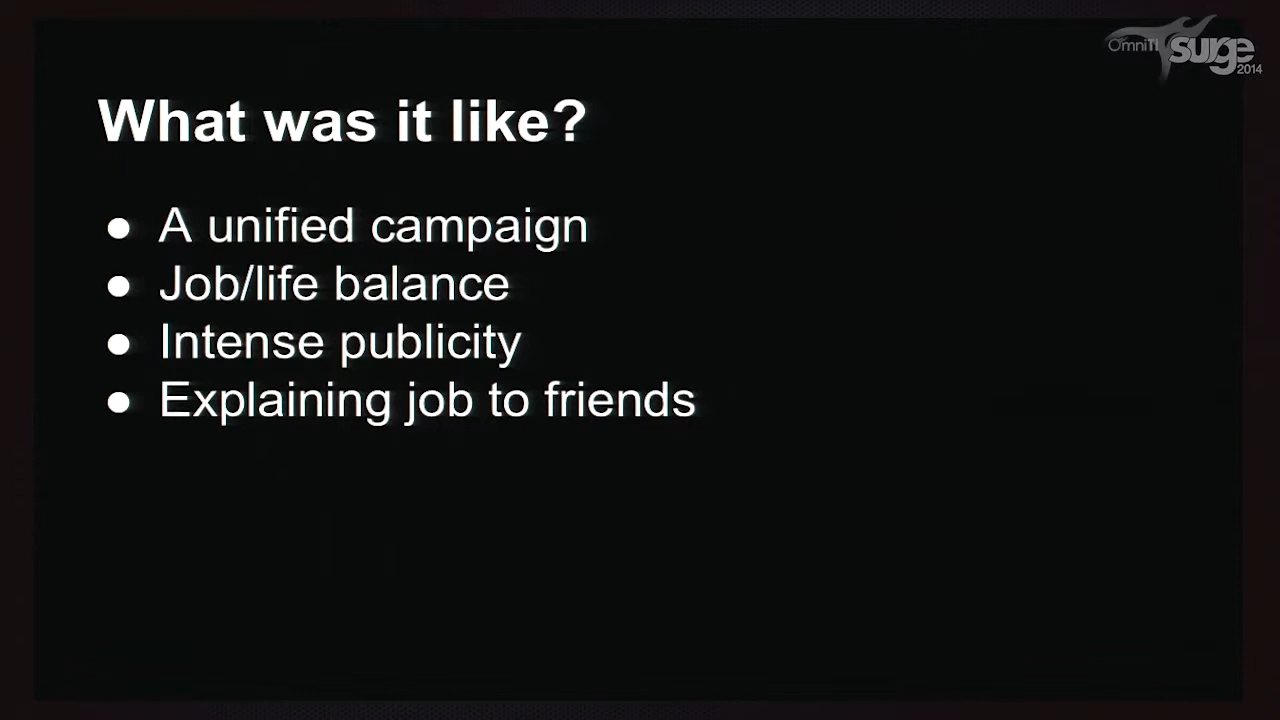 OmniTI surge 2014
What was it like?
● A unified campaign
● Job/life balance
● Intense publicity
● Explaining job to friends